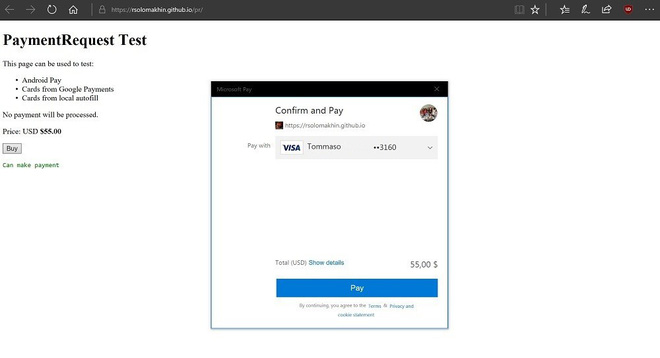 https://rsolomakhin.github.io/pr/
PaymentRequest Test
This page can be used to test:
• Android Pay
• Cards from Google Payments
• Cards from local autofill
No payment will be processed.
Price: USD $55.00
Buy
Can make payment
Microsoft Pay
Confirm and Pay
https://rsolomakhin.github.io
Pay with
VISA
Tommaso ••3160
Total (USD) Show details 55,00 $
Pay
By continuing, you agree to the Terms & Privacy and
cookie statement